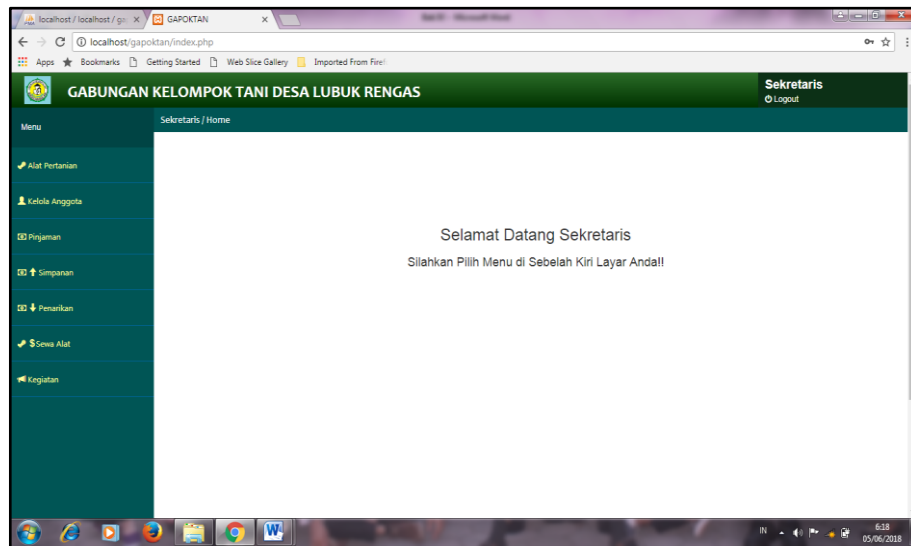 localhost / localhost / ga
GAPOKTAN
localhost/gapoktan/index.php
Apps Bookmarks Getting Started Web Slice Gallery Imported From Firef
GABUNGAN KELOMPOK TANI DESA LUBUK RENGAS
Sekretaris
Logout
Menu
Sekretaris / Home
Alat Pertanian
Kelola Anggota
Pinjaman
Simpanan
Penarikan
$ Sewa Alat
Kegiatan
Selamat Datang Sekretaris
Silahkan Pilih Menu di Sebelah Kiri Layar Anda!!
IN
6:18
05/06/2018